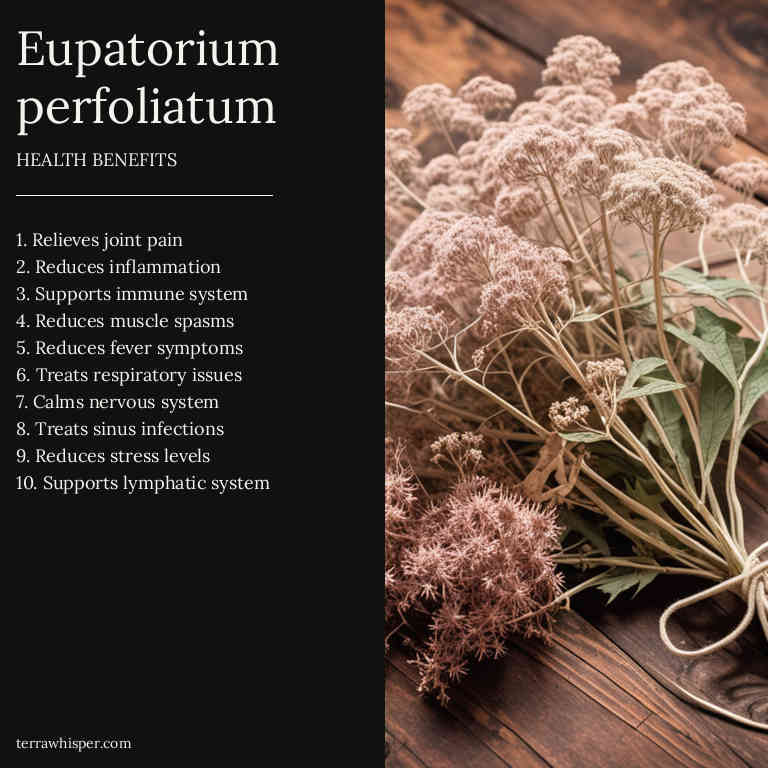 Eupatorium
perfoliatum
HEALTH BENEFITS
1. Relieves joint pain
2. Reduces inflammation
3. Supports immune system
4. Reduces muscle spasms
5. Reduces fever symptoms
6. Treats respiratory issues
7. Calms nervous system
8. Treats sinus infections
9. Reduces stress levels
10. Supports lymphatic system
terrawhisper.com